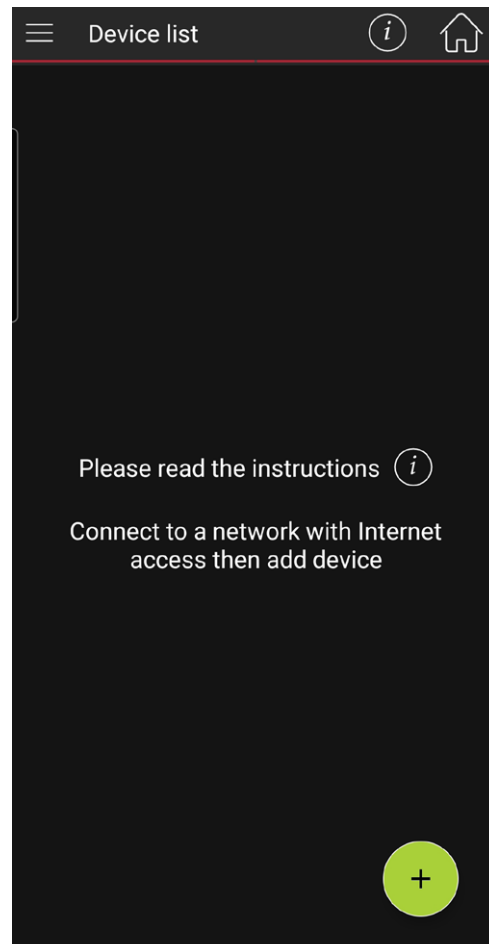 Device list
Please read the instructions
Connect to a network with Internet
access then add device